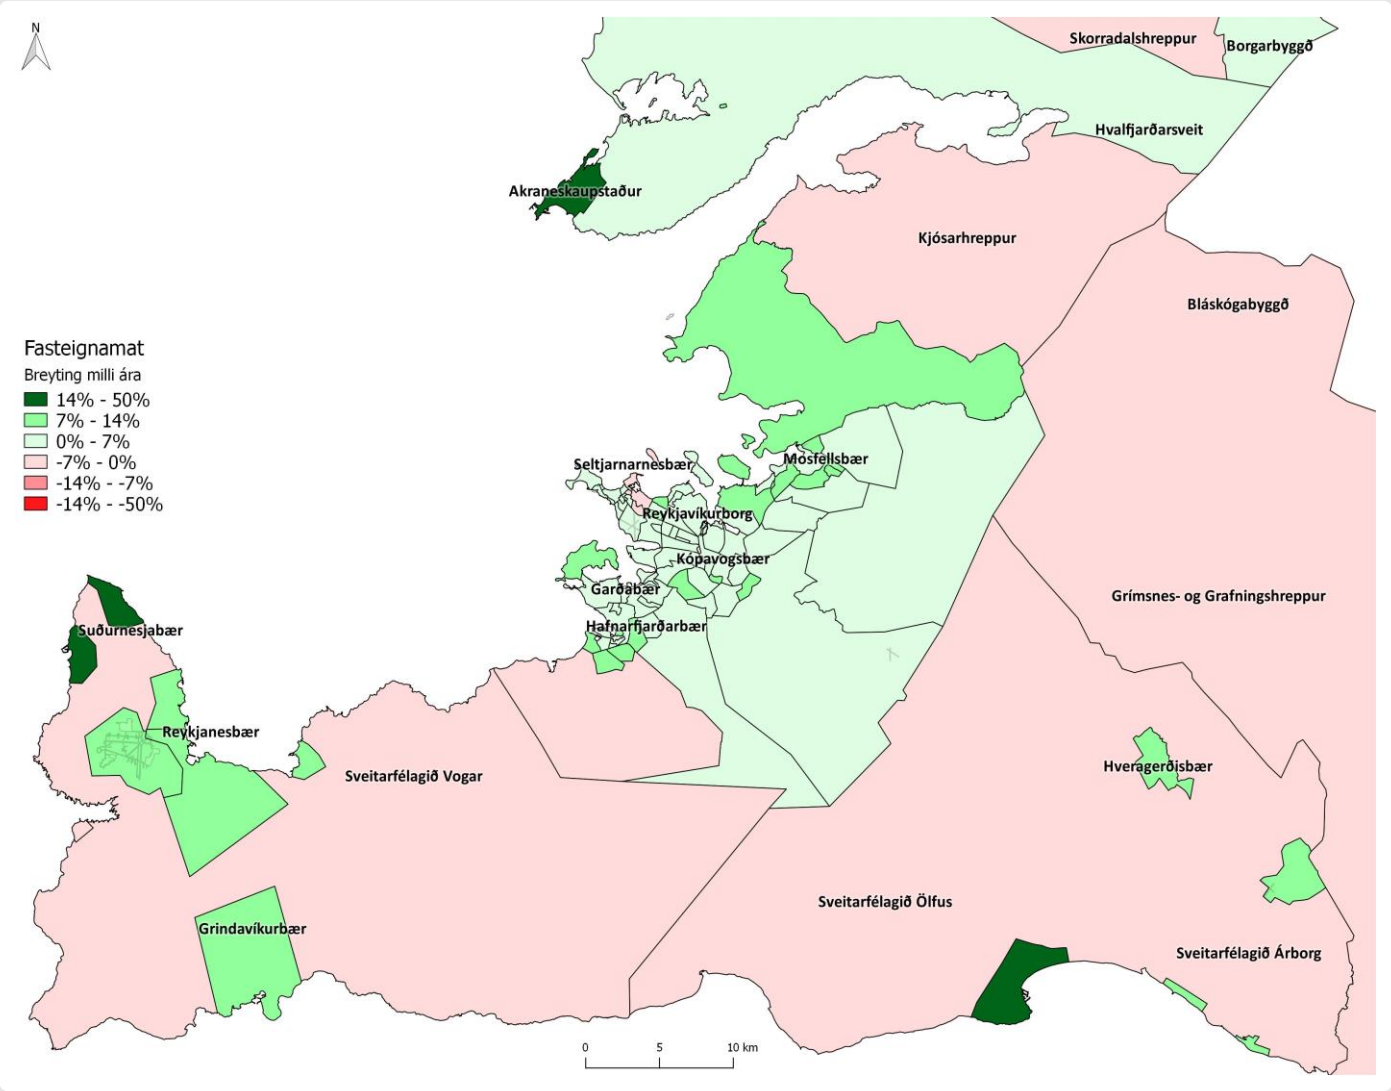 N
Skorradalshreppur
Borgarbyggð
Hvalfjarðarsveit
Akraneskaupstaður
Kjósarhreppur
Bláskógabyggð
Fasteignamat
Breyting milli ára
14% - 50%
7% - 14%
0% - 7%
-7% - 0%
-14% - -7%
-14% - -50%
Mosfellsbær
Seltjarnarnesbær
Reykjavíkurborg
Kópavogsbær
Garðabær
Grímsnes- og Grafningshreppur
Hafnarfjarðarbær
Suðurnesjabær
Reykjanesbær
Hveragerðisbær
Sveitarfélagið Vogar
Sveitarfélagið Ölfus
Grindavíkurbær
Sveitarfélagið Árborg
0 5 10 km